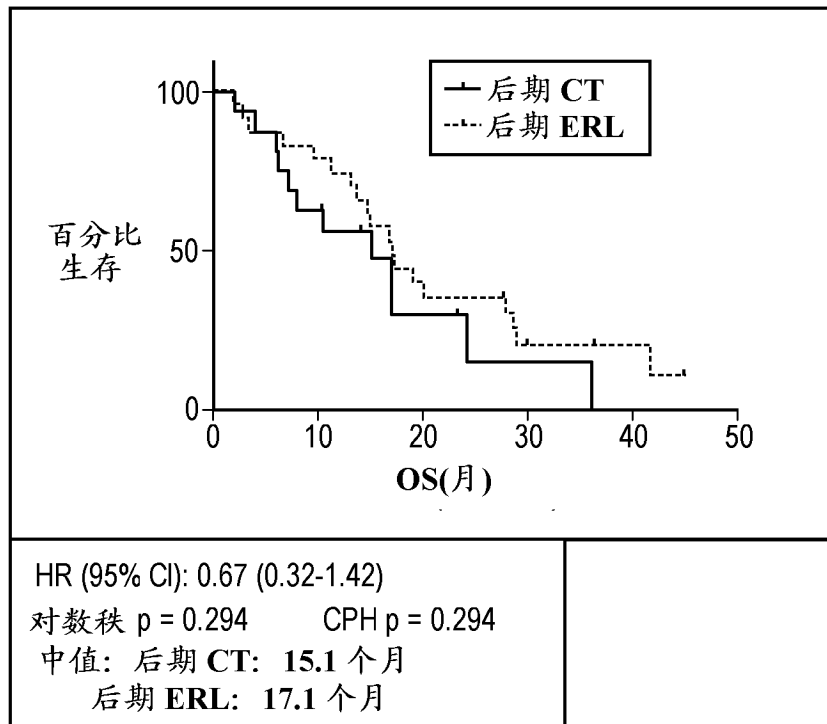 100
50
0
后期 CT
后期 ERL
百分比
生存
0 10 20 30 40 50
OS(月)
HR (95% CI): 0.67 (0.32-1.42)
对数秩 p = 0.294 CPH p = 0.294
中值: 后期 CT: 15.1 个月
后期 ERL: 17.1 个月